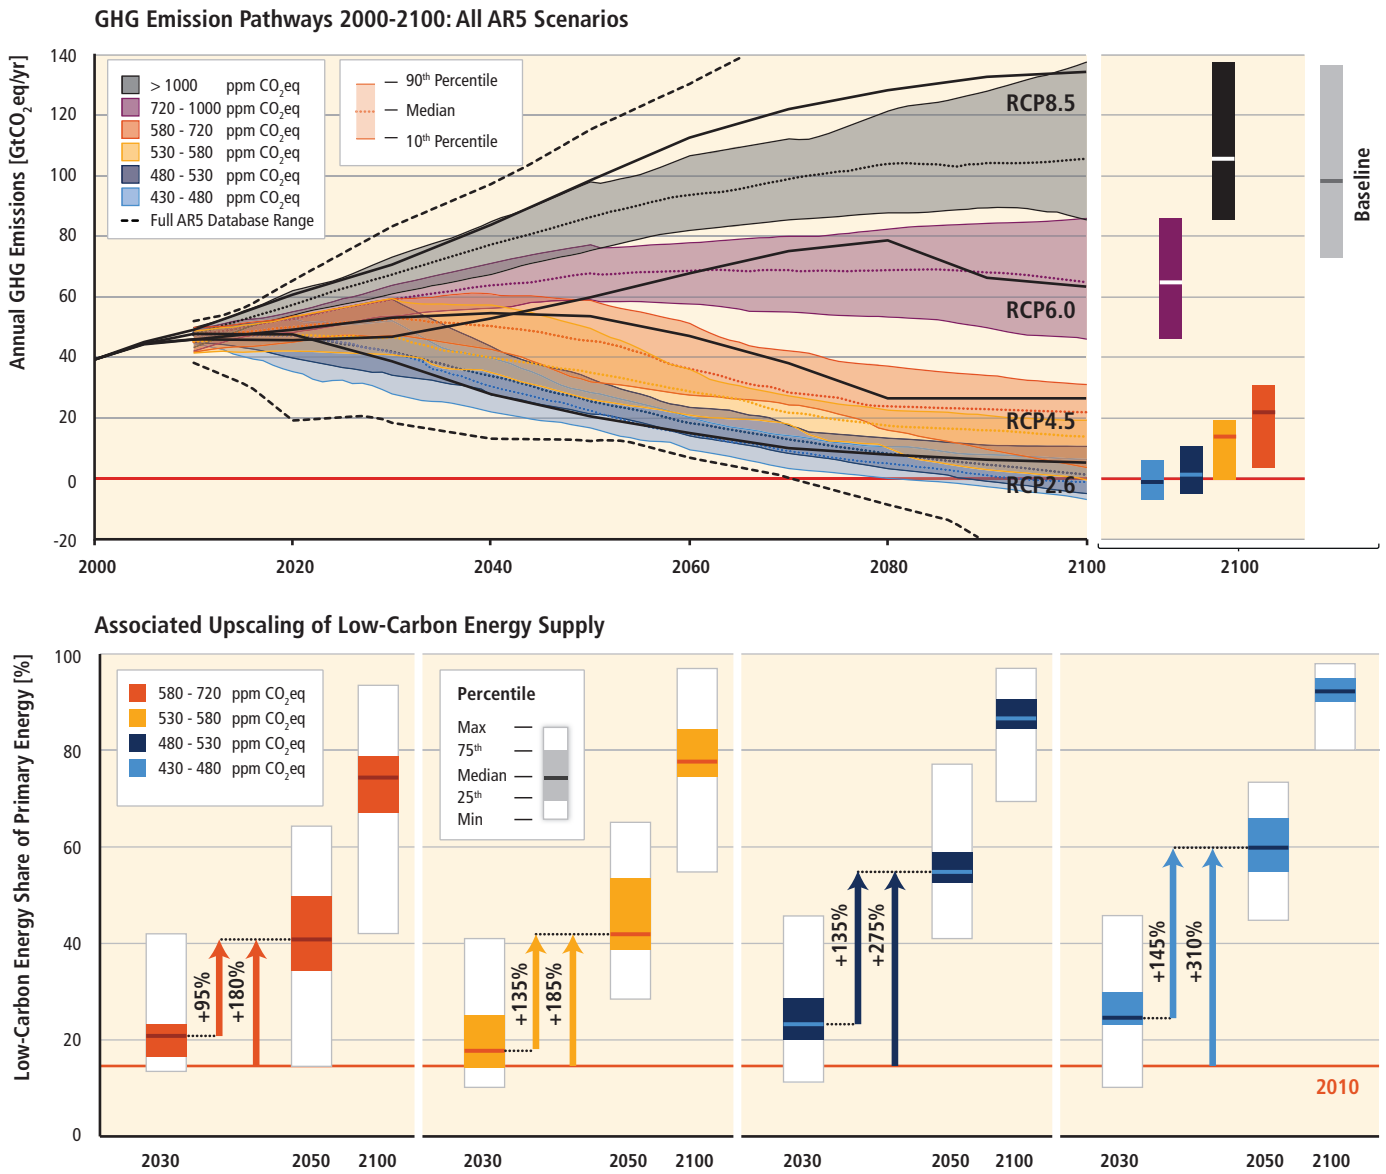 GHG Emission Pathways 2000-2100: All AR5 Scenarios
Annual GHG Emissions [GtCO2eq/yr]
140
120
100
80
60
40
20
0
-20
> 1000 ppm CO2eq
720 - 1000 ppm CO2eq
580 - 720 ppm CO2eq
530 - 580 ppm CO2eq
480 - 530 ppm CO2eq
430 - 480 ppm CO2eq
Full AR5 Database Range
90th Percentile
Median
10th Percentile
RCP8.5
RCP6.0
RCP4.5
RCP2.6
Baseline
2000
2020
2040
2060
2080
2100
2100
Associated Upscaling of Low-Carbon Energy Supply
Low-Carbon Energy Share of Primary Energy [%]
100
80
60
40
20
0
580 - 720 ppm CO2eq
530 - 580 ppm CO2eq
480 - 530 ppm CO2eq
430 - 480 ppm CO2eq
Percentile
Max
75th
Median
25th
Min
+95%
+180%
+135%
+185%
+135%
+275%
+145%
+310%
2010
2030
2050
2100
2030
2050
2100
2030
2050
2100
2030
2050
2100